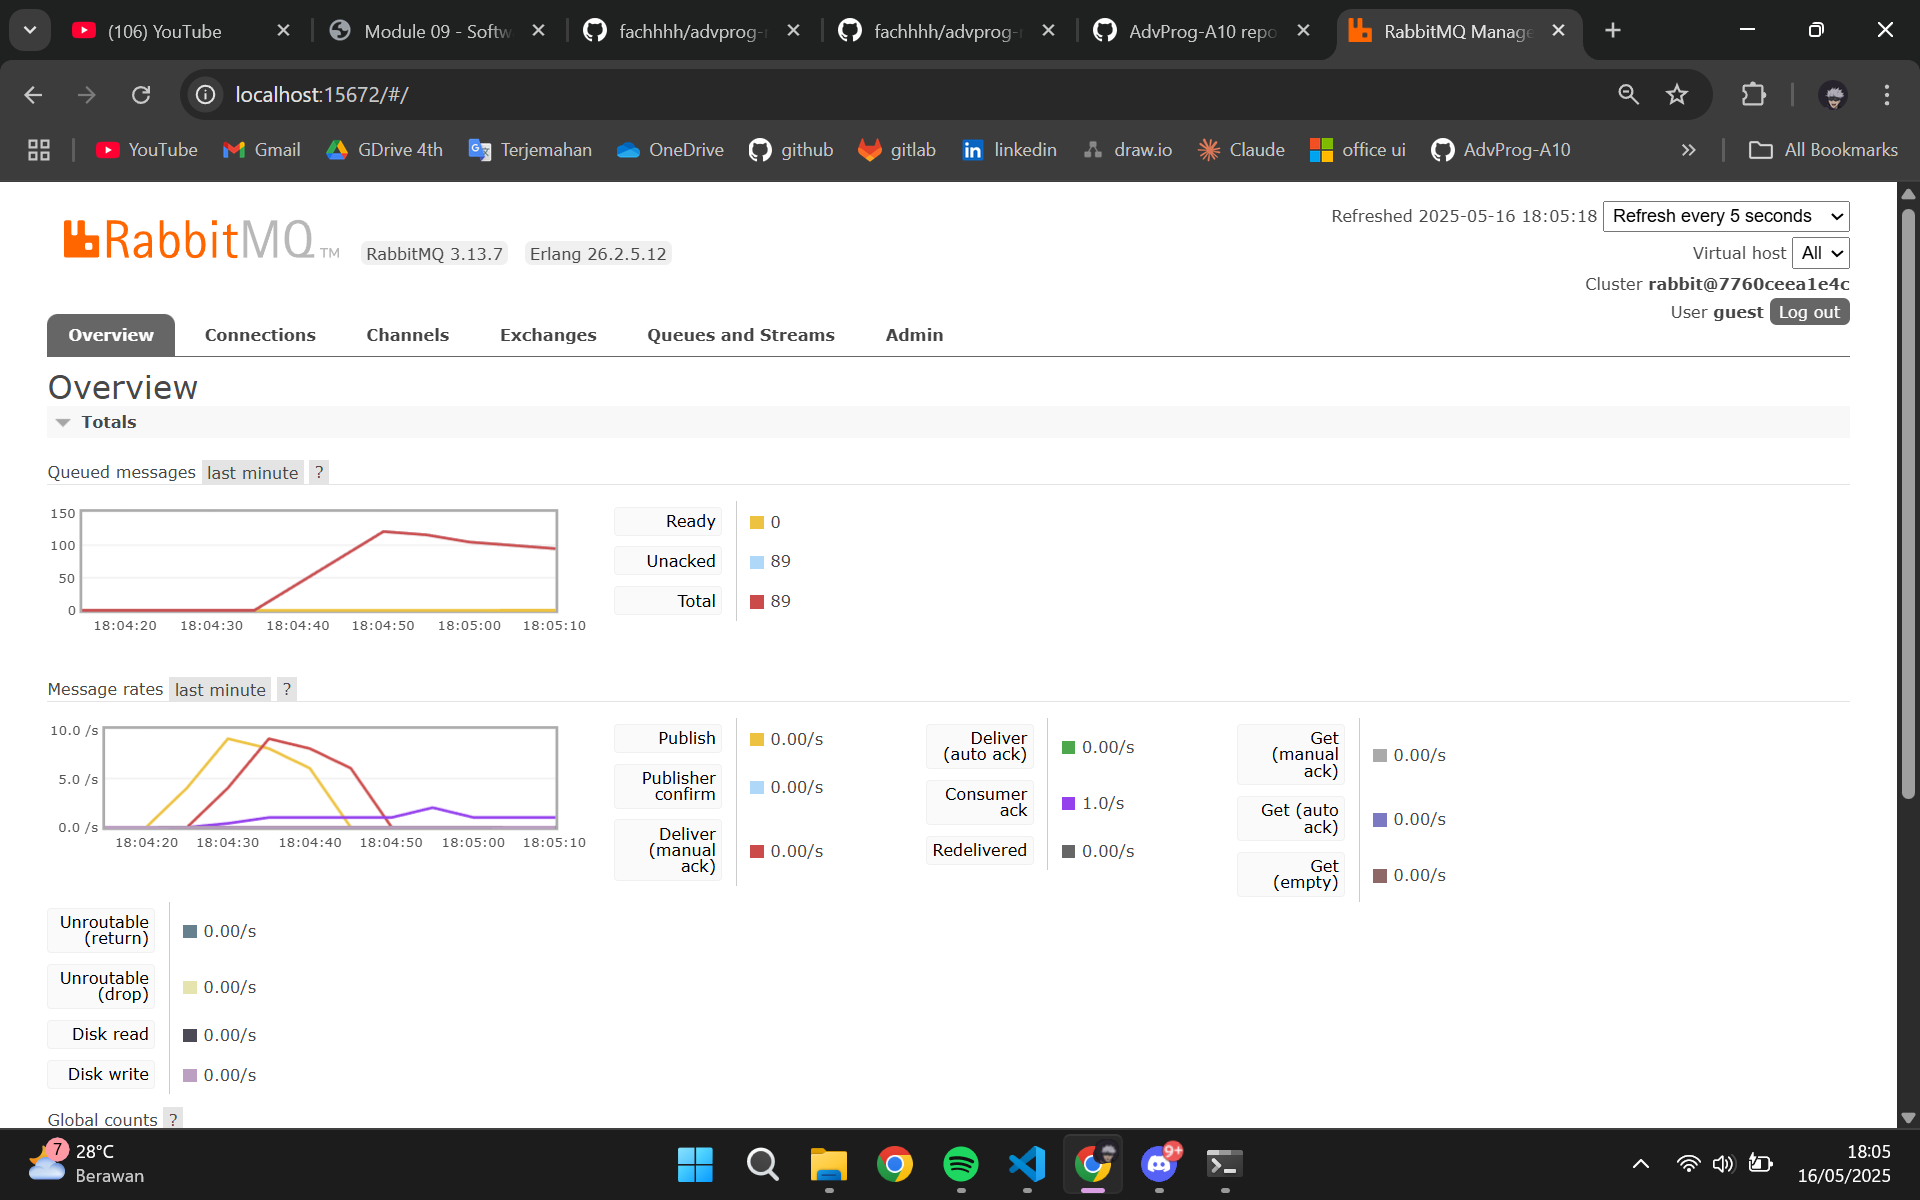 (106) YouTube
Module 09 - Softw
fachhhh/advprog-
fachhhh/advprog-
AdvProg-A10 repo
RabbitMQ Manage
localhost:15672/#/
YouTube
Gmail
GDrive 4th
Terjemahan
OneDrive
github
gitlab
linkedin
draw.io
Claude
office ui
AdvProg-A10
»
All Bookmarks
RabbitMQ TM
RabbitMQ 3.13.7
Erlang 26.2.5.12
Refreshed 2025-05-16 18:05:18
Refresh every 5 seconds
Virtual host
All
Cluster rabbit@7760ceea1e4c
User guest
Log out
Overview
Connections
Channels
Exchanges
Queues and Streams
Admin
Overview
Totals
Queued messages last minute ?
150
100
50
0
18:04:20 18:04:30 18:04:40 18:04:50 18:05:00 18:05:10
Ready 0
Unacked 89
Total 89
Message rates last minute ?
10.0 /s
5.0 /s
0.0 /s
18:04:20 18:04:30 18:04:40 18:04:50 18:05:00 18:05:10
Publish 0.00/s
Publisher
confirm 0.00/s
Deliver
(manual
ack) 0.00/s
Deliver
(auto ack) 0.00/s
Consumer
ack 1.0/s
Redelivered 0.00/s
Get
(manual
ack) 0.00/s
Get (auto
ack) 0.00/s
Get
(empty) 0.00/s
Unroutable
(return) 0.00/s
Unroutable
(drop) 0.00/s
Disk read 0.00/s
Disk write 0.00/s
Global counts ?
7
28°C
Berawan
9+
18:05
16/05/2025